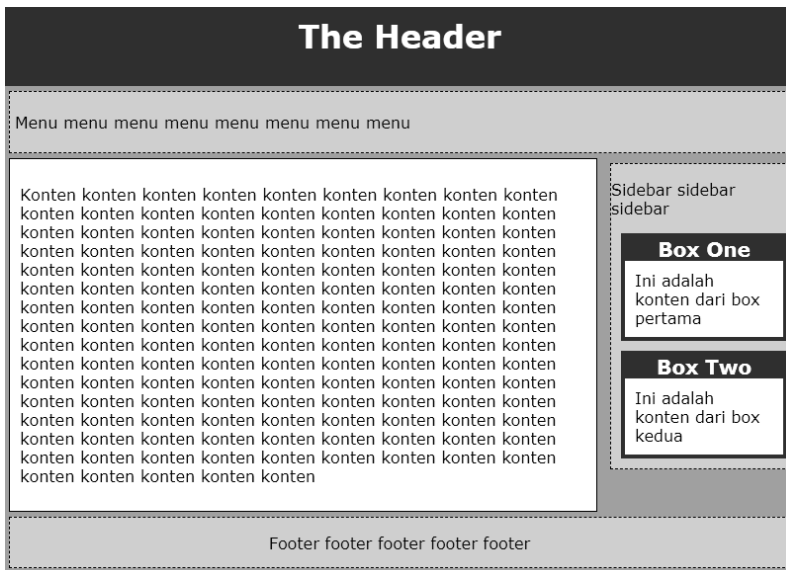 The Header
Menu menu menu menu menu menu menu menu
Konten konten konten konten konten konten konten konten konten
konten konten konten konten konten konten konten konten konten
konten konten konten konten konten konten konten konten konten
konten konten konten konten konten konten konten konten konten
konten konten konten konten konten konten konten konten konten
konten konten konten konten konten konten konten konten konten
konten konten konten konten konten konten konten konten konten
konten konten konten konten konten konten konten konten konten
konten konten konten konten konten konten konten konten konten
konten konten konten konten konten konten konten konten konten
konten konten konten konten konten konten konten konten konten
konten konten konten konten konten konten konten konten konten
konten konten konten konten konten konten konten konten konten
konten konten konten konten konten konten konten konten konten
konten konten konten konten konten konten konten konten konten
konten konten konten konten konten
Sidebar sidebar
sidebar
Box One
Ini adalah
konten dari box
pertama
Box Two
Ini adalah
konten dari box
kedua
Footer footer footer footer footer